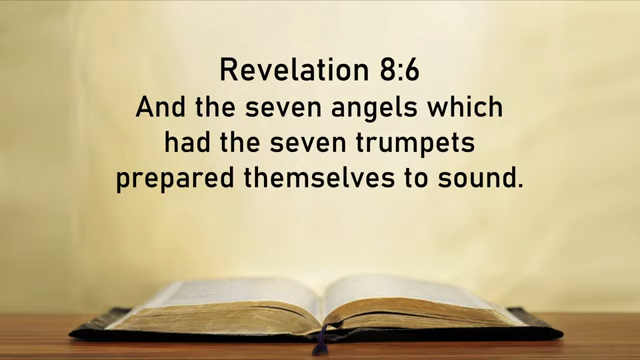 Revelation 8:6
And the seven angels which
had the seven trumpets
prepared themselves to sound.